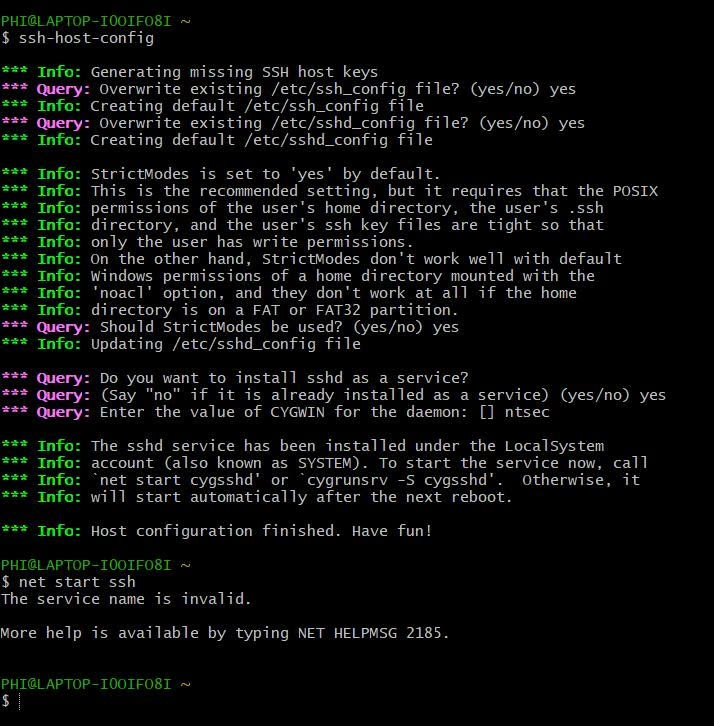 PHI@LAPTOP-I0OIFO8I ~
$ ssh-host-config
*** Info: Generating missing SSH host keys
*** Query: Overwrite existing /etc/ssh_config file? (yes/no) yes
*** Info: Creating default /etc/ssh_config file
*** Query: Overwrite existing /etc/sshd_config file? (yes/no) yes
*** Info: Creating default /etc/sshd_config file
*** Info: StrictModes is set to 'yes' by default.
*** Info: This is the recommended setting, but it requires that the POSIX
*** Info: permissions of the user's home directory, the user's .ssh
*** Info: directory, and the user's ssh key files are tight so that
*** Info: only the user has write permissions.
*** Info: On the other hand, StrictModes don't work well with default
*** Info: Windows permissions of a home directory mounted with the
*** Info: 'noacl' option, and they don't work at all if the home
*** Info: directory is on a FAT or FAT32 partition.
*** Query: Should StrictModes be used? (yes/no) yes
*** Info: Updating /etc/sshd_config file
*** Query: Do you want to install sshd as a service?
*** Query: (Say "no" if it is already installed as a service) (yes/no) yes
*** Query: Enter the value of CYGWIN for the daemon: [] ntsec
*** Info: The sshd service has been installed under the LocalSystem
*** Info: account (also known as SYSTEM). To start the service now, call
*** Info: `net start cygsshd' or `cygrunsrv -S cygsshd'.  Otherwise, it
*** Info: will start automatically after the next reboot.
*** Info: Host configuration finished. Have fun!
PHI@LAPTOP-I0OIFO8I ~
$ net start ssh
The service name is invalid.
More help is available by typing NET HELPMSG 2185.
PHI@LAPTOP-I0OIFO8I ~
$